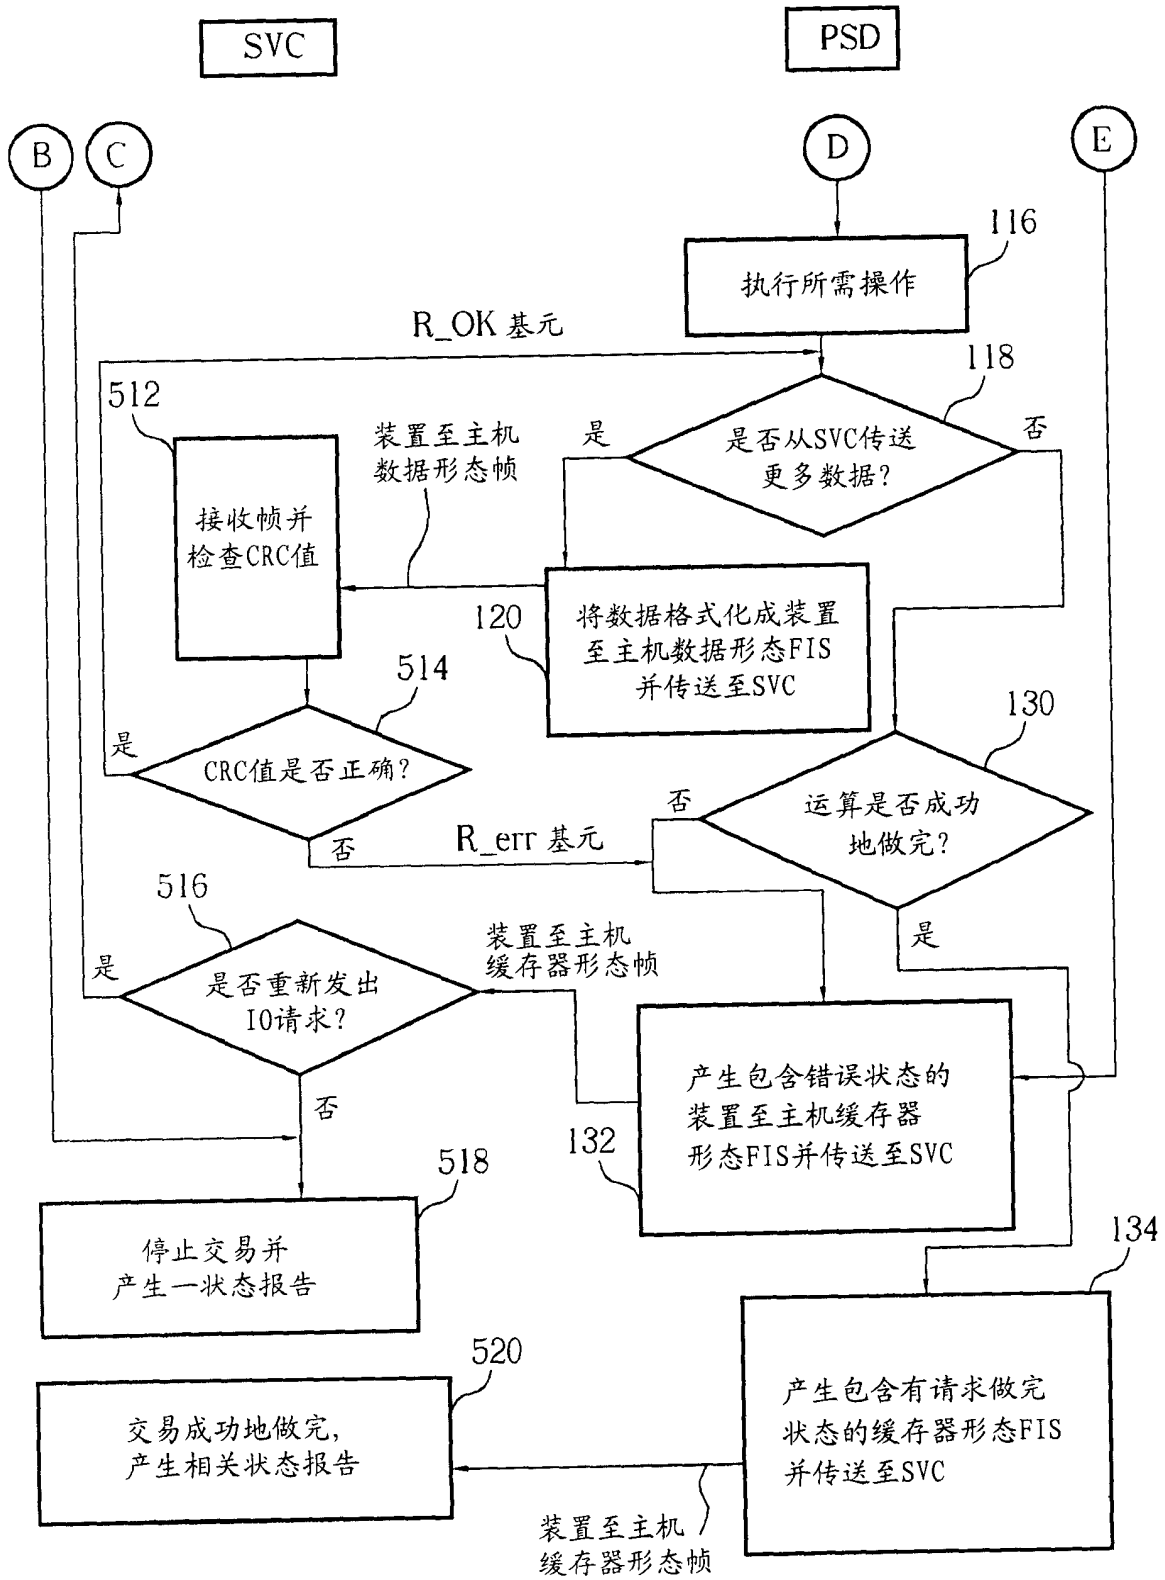 SVC
PSD
B
C
D
E
116
执行所需操作
R_OK 基元
118
512
装置至主机
数据形态帧
是
是否从SVC传送
更多数据?
否
接收帧并
检查CRC值
120
将数据格式化成装置
至主机数据形态FIS
并传送至SVC
514
130
是
CRC值是否正确?
否
运算是否成功
地做完?
否
R_err 基元
516
是
装置至主机
缓存器形态帧
是
是否重新发出
IO请求?
产生包含错误状态的
装置至主机缓存器
形态FIS并传送至SVC
否
132
518
停止交易并
产生一状态报告
134
520
交易成功地做完,
产生相关状态报告
产生包含有请求做完
状态的缓存器形态FIS
并传送至SVC
装置至主机
缓存器形态帧